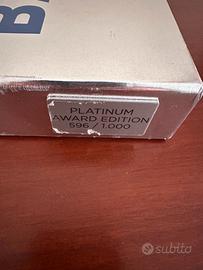 B
PLATINUM
AWARD EDITION
596 / 1.000
subito